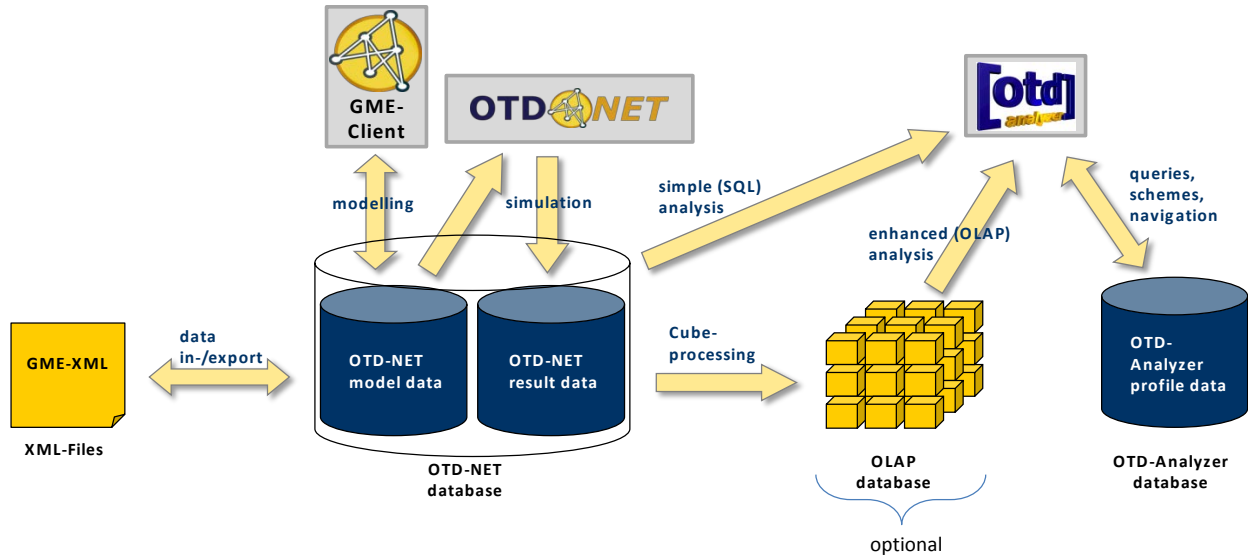 GME-
Client
OTD NET
[otd]
analyzer
modelling
simulation
simple (SQL)
analysis
enhanced (OLAP)
analysis
queries,
schemes,
navigation
GME-XML
XML-Files
data
in-/export
OTD-NET
model data
OTD-NET
result data
OTD-NET
database
Cube-
processing
OLAP
database
optional
OTD-
Analyzer
profile data
OTD-Analyzer
database